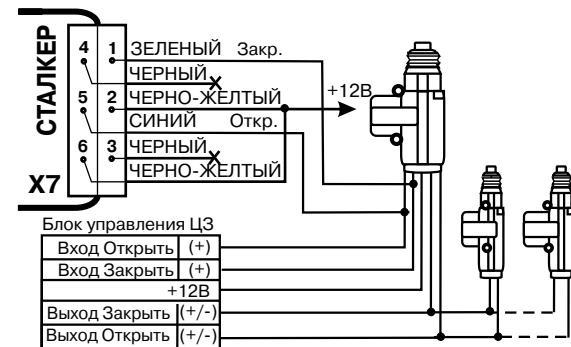 СТАЛКЕР
X7
4 1 ЗЕЛЕНЫЙ Закр.
ЧЕРНЫЙ
5 2 ЧЕРНО-ЖЕЛТЫЙ
+12В
СИНИЙ Откр.
6 3 ЧЕРНЫЙ
ЧЕРНО-ЖЕЛТЫЙ
Блок управления ЦЗ
Вход Открыть (+)
Вход Закрыть (+)
+12В
Выход Закрыть (+/-)
Выход Открыть (+/-)